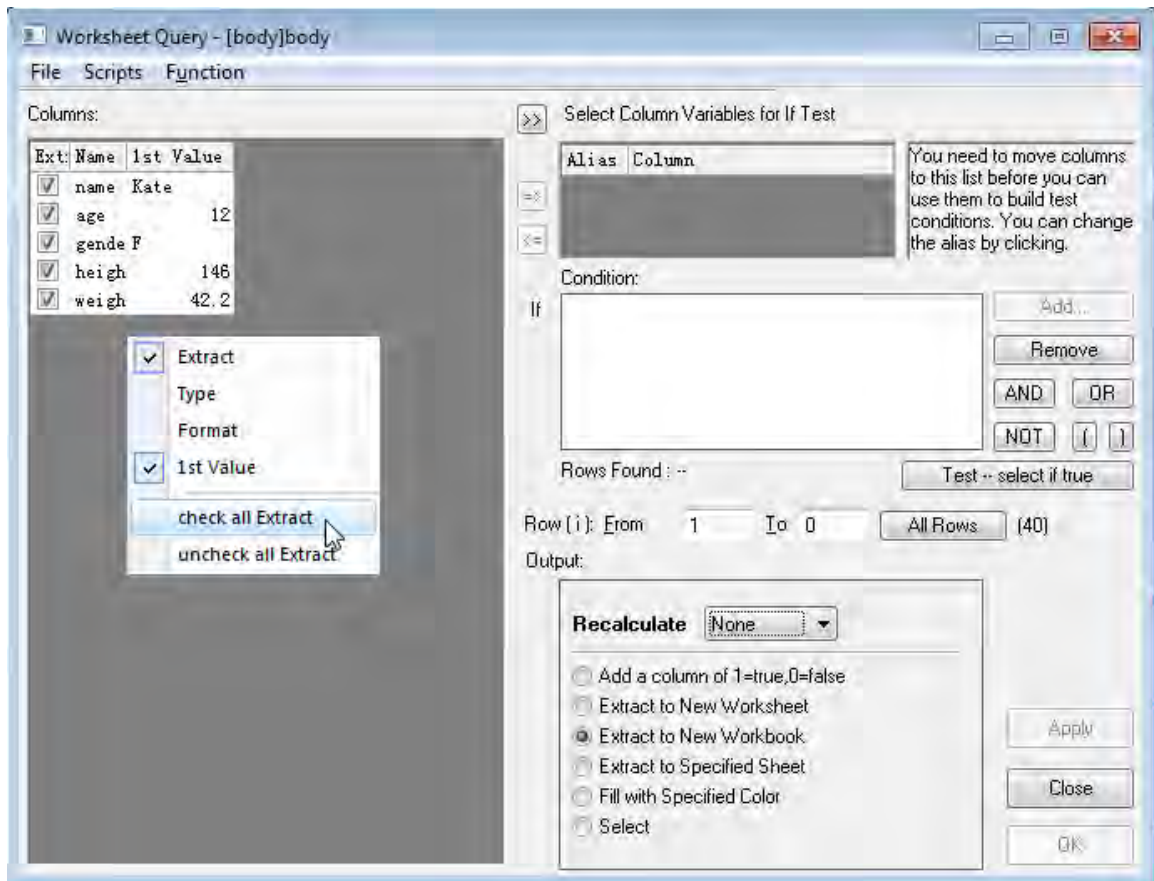 Worksheet Query - [body]body
File Scripts Function
Columns:
>> Select Column Variables for If Test
Ext: Name 1st Value
name Kate
age 12
gende F
heigh 146
weigh 42.2
Alias Column
=>
<=
You need to move columns
to this list before you can
use them to build test
conditions. You can change
the alias by clicking.
Condition:
If
Add...
Remove
AND OR
NOT ( )
Rows Found : --
Test -- select if true
Extract
Type
Format
1st Value
check all Extract
uncheck all Extract
Row(i): From 1 To 0 All Rows (40)
Output:
Recalculate None
Add a column of 1=true,0=false
Extract to New Worksheet
Extract to New Workbook
Extract to Specified Sheet
Fill with Specified Color
Select
Apply
Close
OK